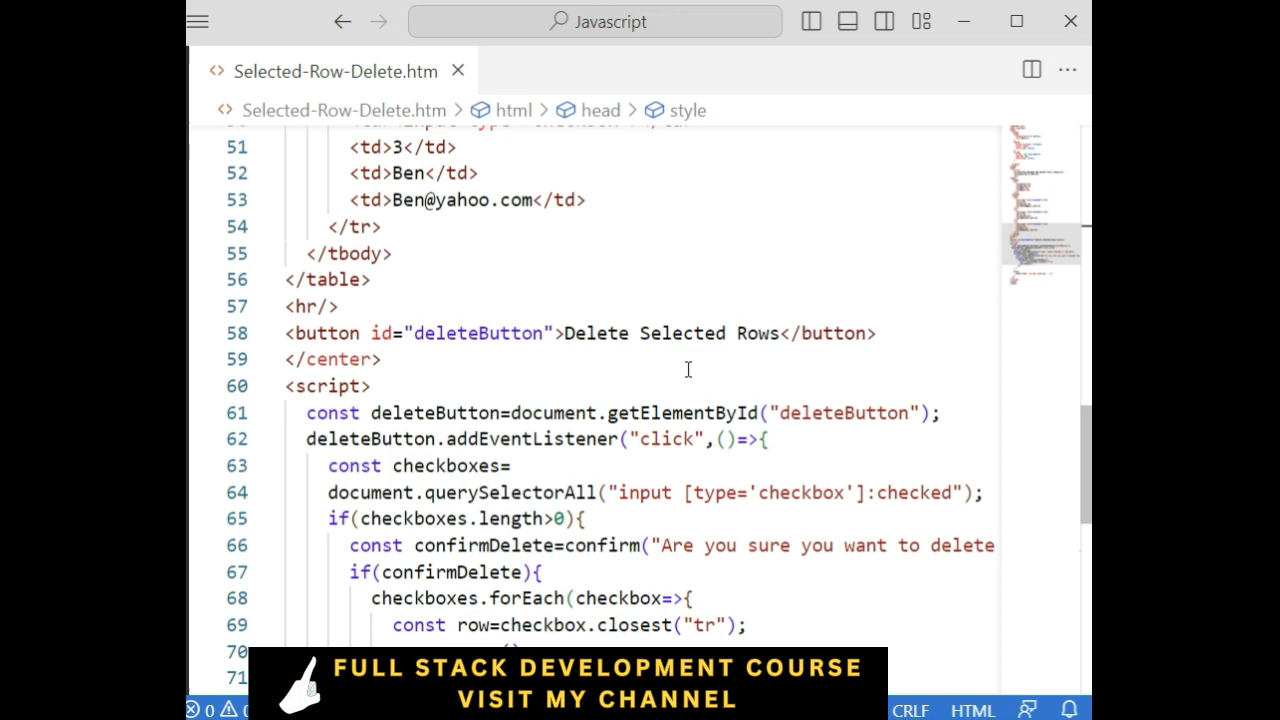 Javascript
Selected-Row-Delete.htm
Selected-Row-Delete.htm > html > head > style
51 <td>3</td>
52 <td>Ben</td>
53 <td>Ben@yahoo.com</td>
54 </tr>
55 </tbody>
56 </table>
57 <hr/>
58 <button id="deleteButton">Delete Selected Rows</button>
59 </center>
60 <script>
61 const deleteButton=document.getElementById("deleteButton");
62 deleteButton.addEventListener("click",()=>{
63 const checkboxes=
64 document.querySelectorAll("input [type='checkbox']:checked");
65 if(checkboxes.length>0){
66 const confirmDelete=confirm("Are you sure you want to delete
67 if(confirmDelete){
68 checkboxes.forEach(checkbox=>{
69 const row=checkbox.closest("tr");
70
71
FULL STACK DEVELOPMENT COURSE
VISIT MY CHANNEL
0 CRLF HTML